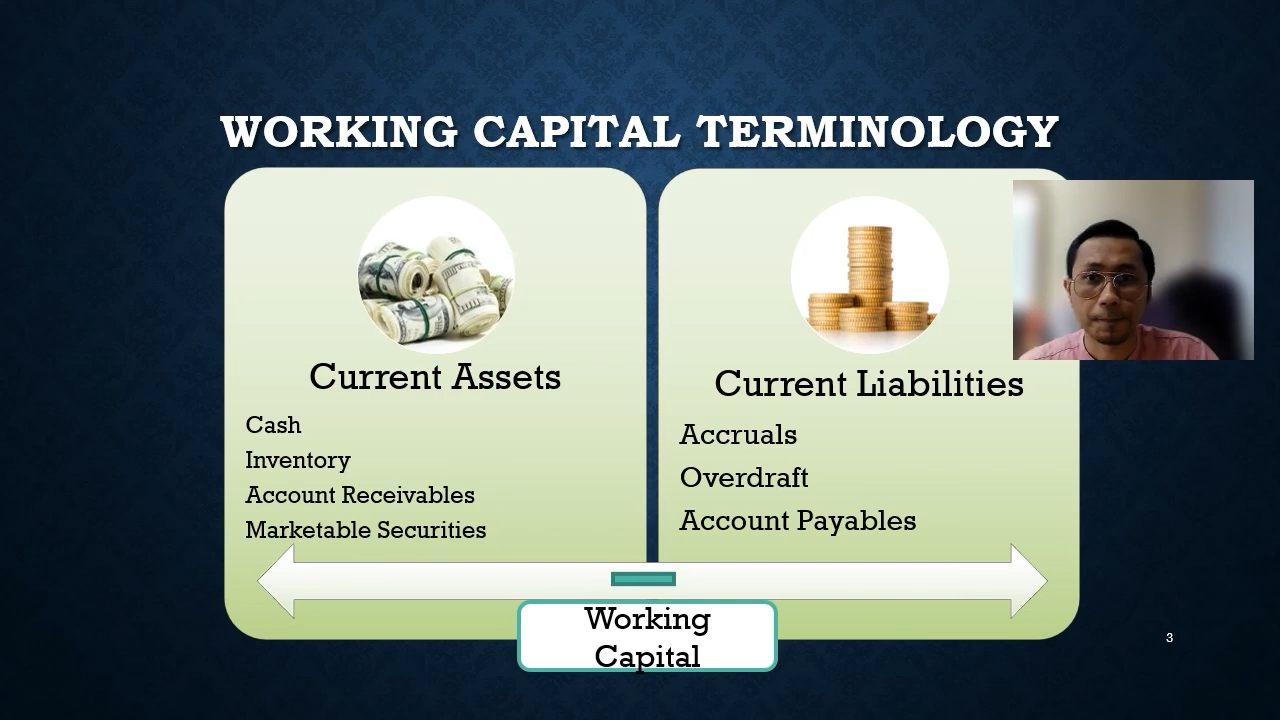 WORKING CAPITAL TERMINOLOGY
Current Assets
Cash
Inventory
Account Receivables
Marketable Securities
Current Liabilities
Accruals
Overdraft
Account Payables
Working
Capital
3